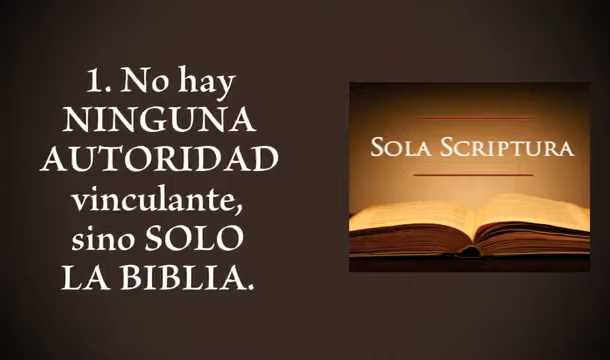 1. No hay
NINGUNA
AUTORIDAD
vinculante,
sino SOLO
LA BIBLIA.
SOLA SCRIPTURA